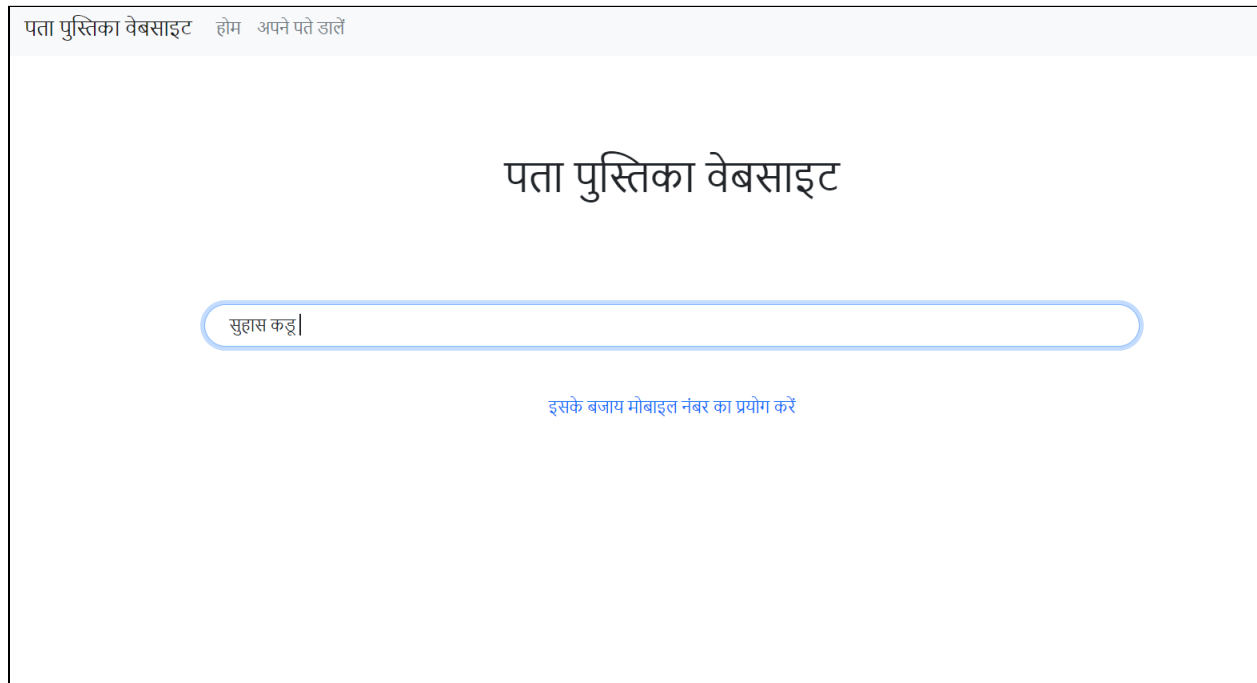 पता पुस्तिका वेबसाइट होम अपने पते डालें
पता पुस्तिका वेबसाइट
सुहास कडू
इसके बजाय मोबाइल नंबर का प्रयोग करें